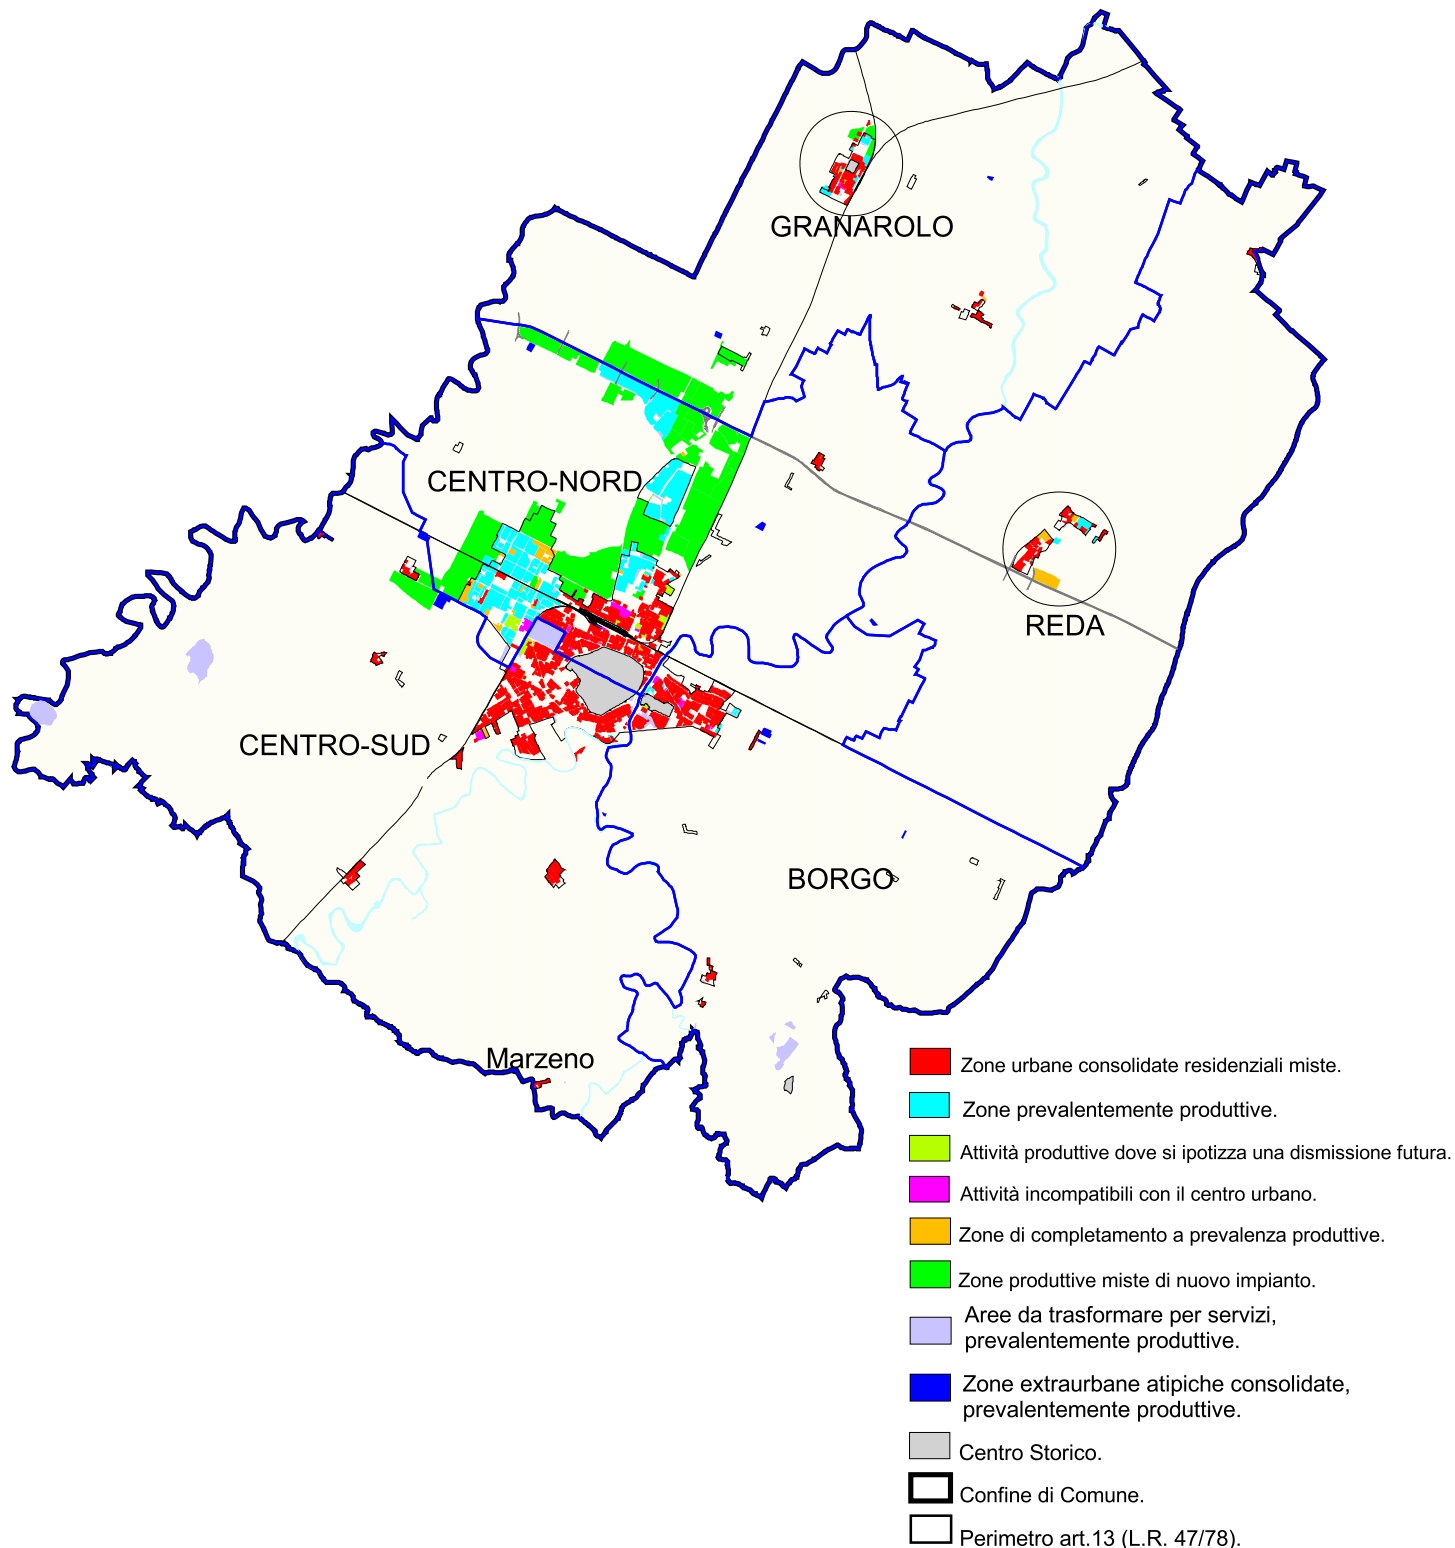 GRANAROLO
CENTRO-NORD
REDA
CENTRO-SUD
BORGO
Marzeno
Zone urbane consolidate residenziali miste.
Zone prevalentemente produttive.
Attività produttive dove si ipotizza una dismissione futura.
Attività incompatibili con il centro urbano.
Zone di completamento a prevalenza produttive.
Zone produttive miste di nuovo impianto.
Aree da trasformare per servizi,
prevalentemente produttive.
Zone extraurbane atipiche consolidate,
prevalentemente produttive.
Centro Storico.
Confine di Comune.
Perimetro art.13 (L.R. 47/78).